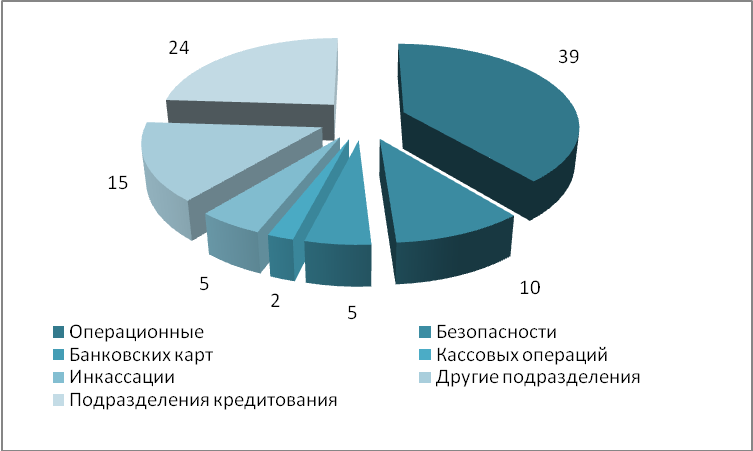 24
39
15
5
2
5
10
Операционные
Безопасности
Банковских карт
Кассовых операций
Инкассации
Другие подразделения
Подразделения кредитования